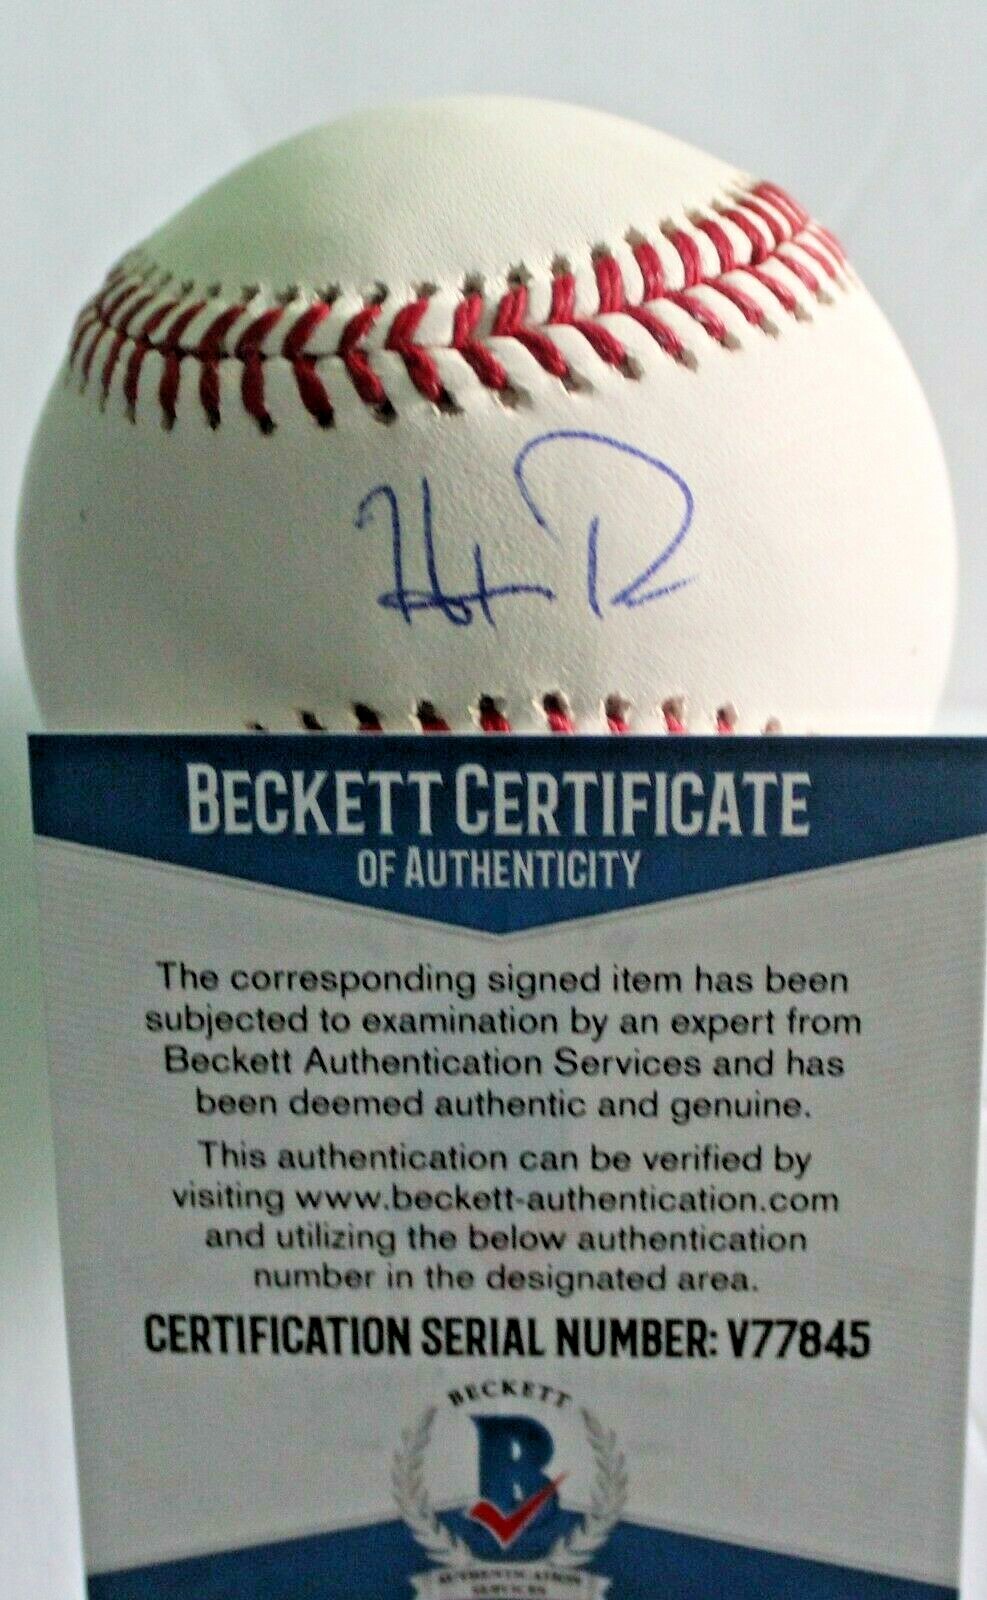 BECKETT CERTIFICATE
OF AUTHENTICITY
The corresponding signed item has been
subjected to examination by an expert from
Beckett Authentication Services and has
been deemed authentic and genuine.
This authentication can be verified by
visiting www.beckett-authentication.com
and utilizing the below authentication
number in the designated area.
CERTIFICATION SERIAL NUMBER: V77845
BECKETT
B
AUTHENTICATION
SERVICES